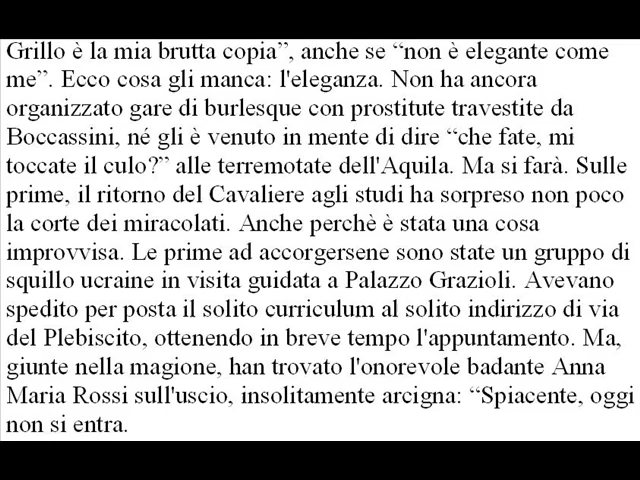 Grillo è la mia brutta copia”, anche se “non è elegante come
me”. Ecco cosa gli manca: l'eleganza. Non ha ancora
organizzato gare di burlesque con prostitute travestite da
Boccassini, né gli è venuto in mente di dire “che fate, mi
toccate il culo?” alle terremotate dell'Aquila. Ma si farà. Sulle
prime, il ritorno del Cavaliere agli studi ha sorpreso non poco
la corte dei miracolati. Anche perchè è stata una cosa
improvvisa. Le prime ad accorgersene sono state un gruppo di
squillo ucraine in visita guidata a Palazzo Grazioli. Avevano
spedito per posta il solito curriculum al solito indirizzo di via
del Plebiscito, ottenendo in breve tempo l'appuntamento. Ma,
giunte nella magione, han trovato l'onorevole badante Anna
Maria Rossi sull'uscio, insolitamente arcigna: “Spiacente, oggi
non si entra.